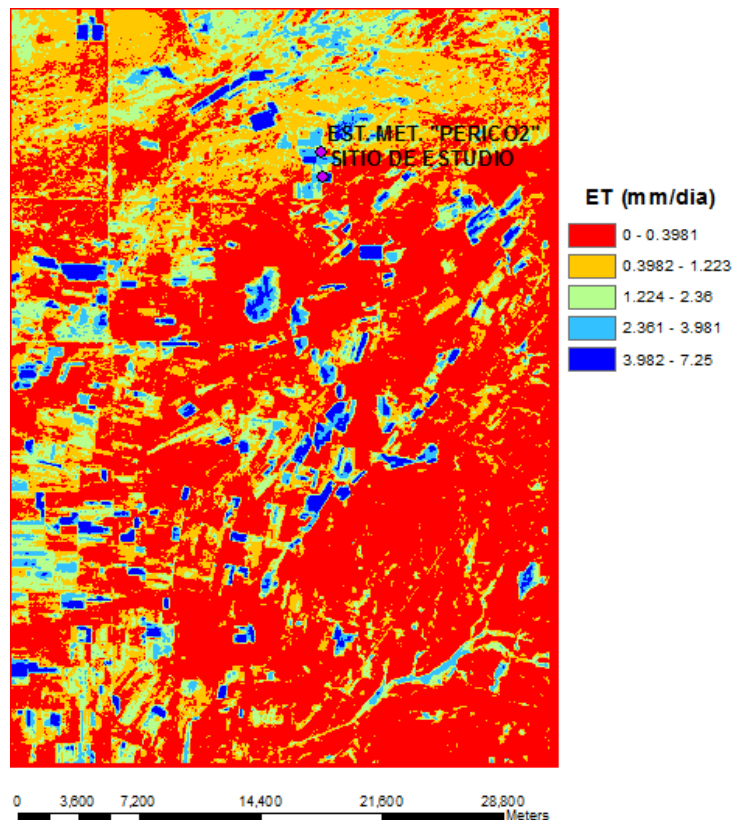 EST. MET. "PERICO2"
SITIO DE ESTUDIO
ET (mm/dia)
0 - 0.3981
0.3982 - 1.223
1.224 - 2.36
2.361 - 3.981
3.982 - 7.25
0 3,600 7,200 14,400 21,600 28,800
Meters